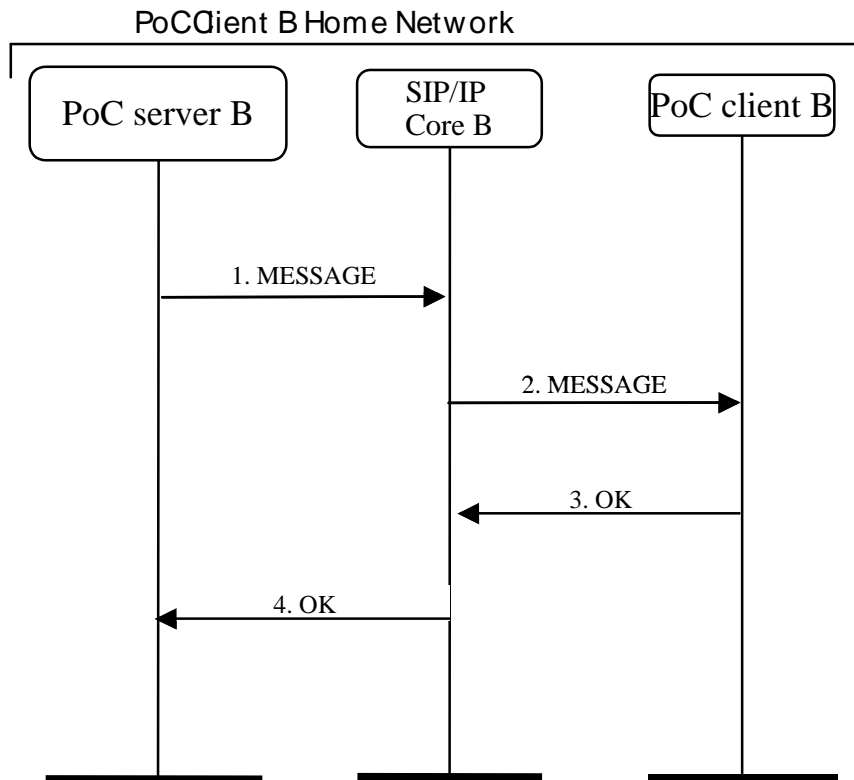 PoCClient B Home Network
PoC server B
SIP/IP
Core B
PoC client B
1. MESSAGE
2. MESSAGE
3. OK
4. OK